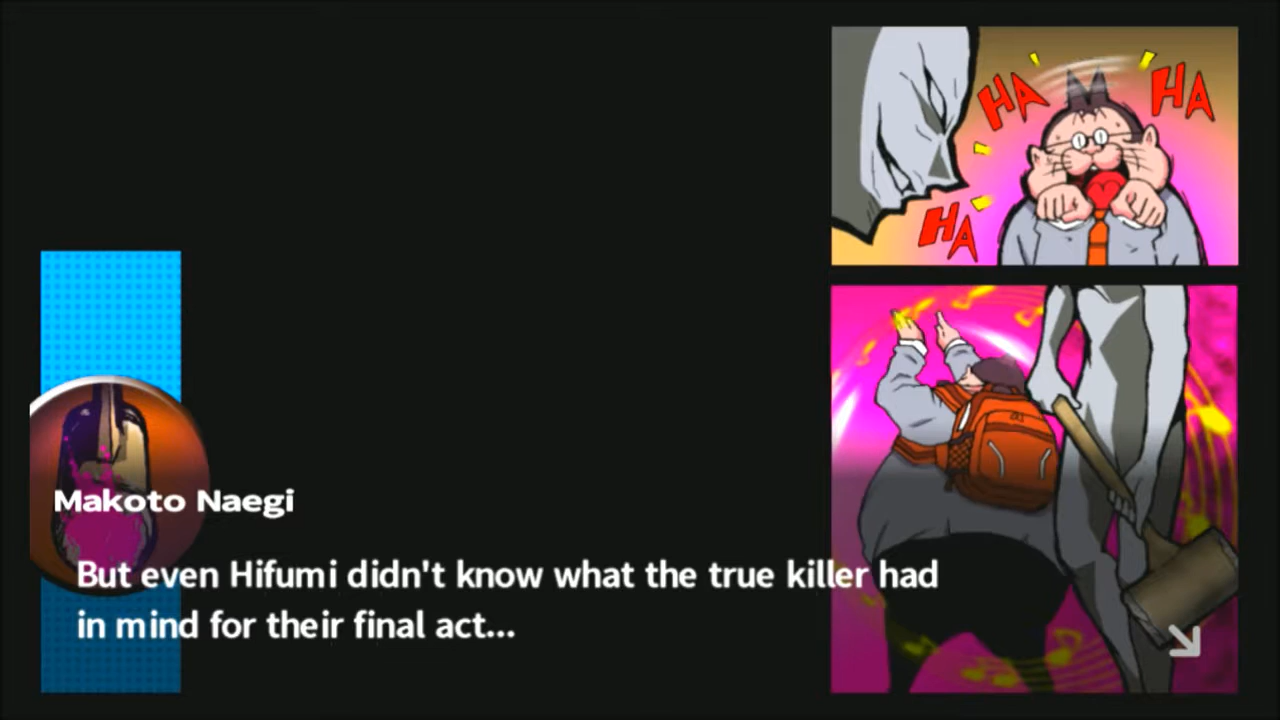 HA
HA
HA
Makoto Naegi
But even Hifumi didn't know what the true killer had
in mind for their final act...